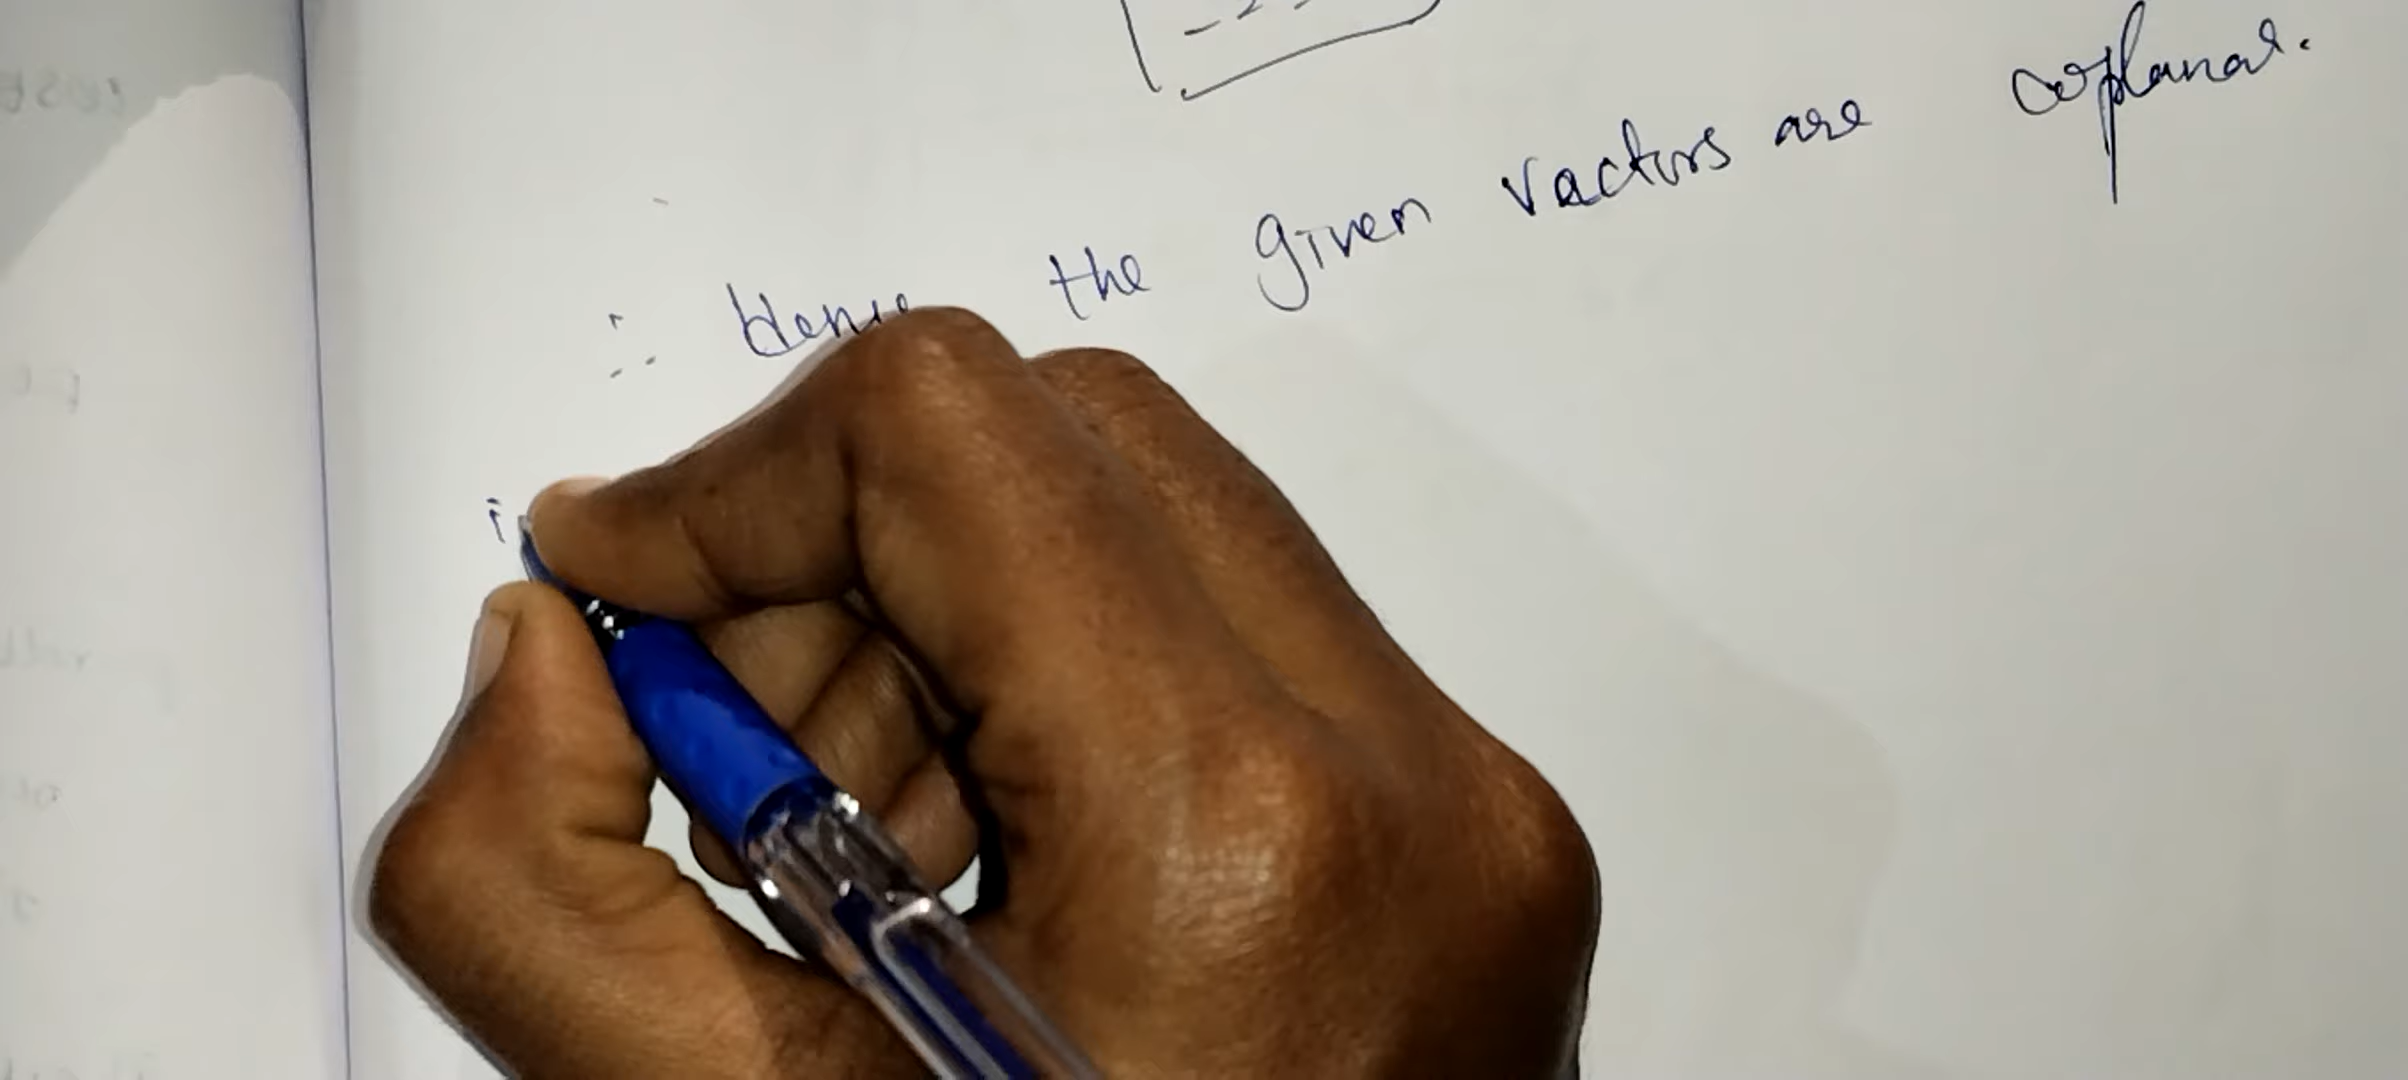 ∴ Hence the given vactors are coplanar.
i